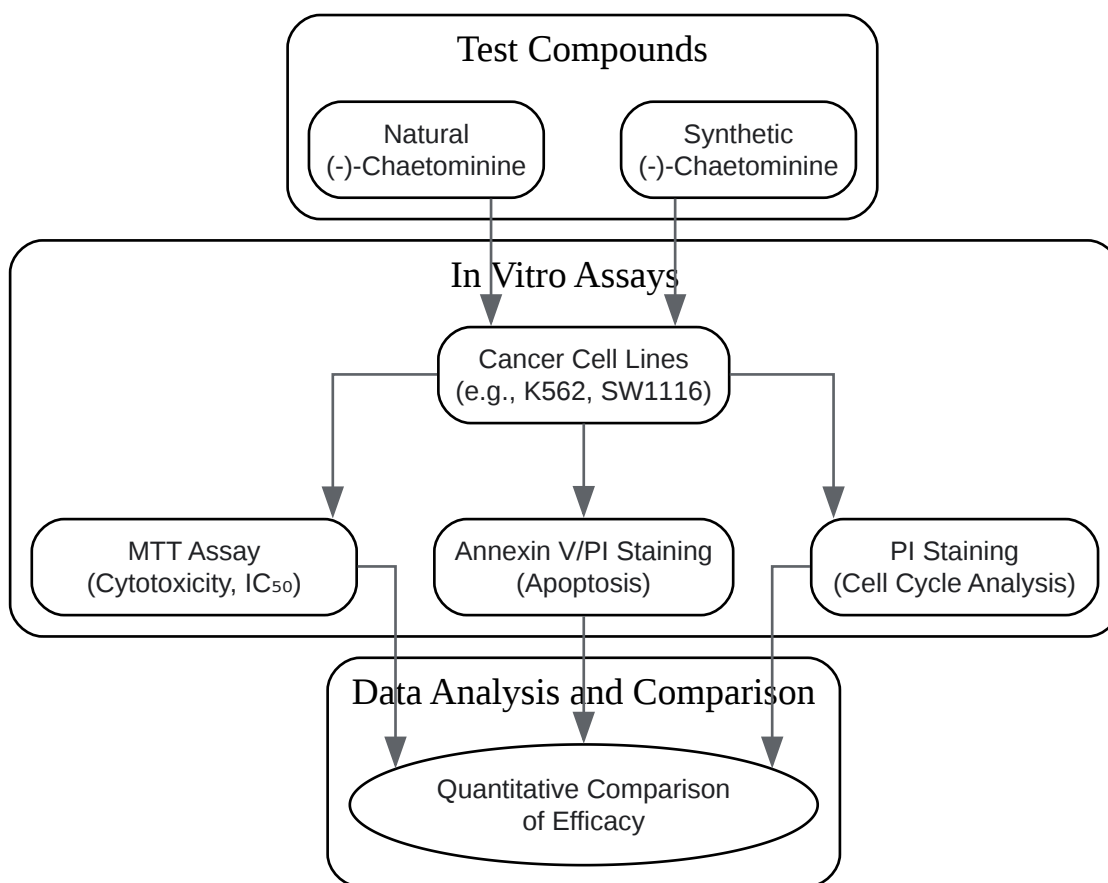 Test Compounds
Natural
(-)-Chaetominine
Synthetic
(-)-Chaetominine
In Vitro Assays
Cancer Cell Lines
(e.g., K562, SW1116)
MTT Assay
(Cytotoxicity, IC₅₀)
Annexin V/PI Staining
(Apoptosis)
PI Staining
(Cell Cycle Analysis)
Data Analysis and Comparison
Quantitative Comparison
of Efficacy